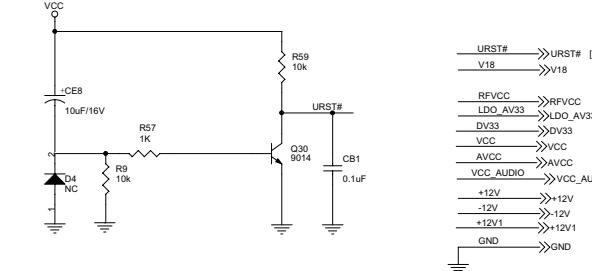 VCC
+CE8
10uF/16V
R57
1K
R59
10k
URST#
Q30
9014
CB1
0.1uF
2
D4
NC
1
R9
10k
URST# URST# [
V18 V18
RFVCC RFVCC
LDO_AV33 LDO_AV33
DV33 DV33
VCC VCC
AVCC AVCC
VCC_AUDIO VCC_AU
+12V +12V
-12V -12V
+12V1 +12V1
GND GND